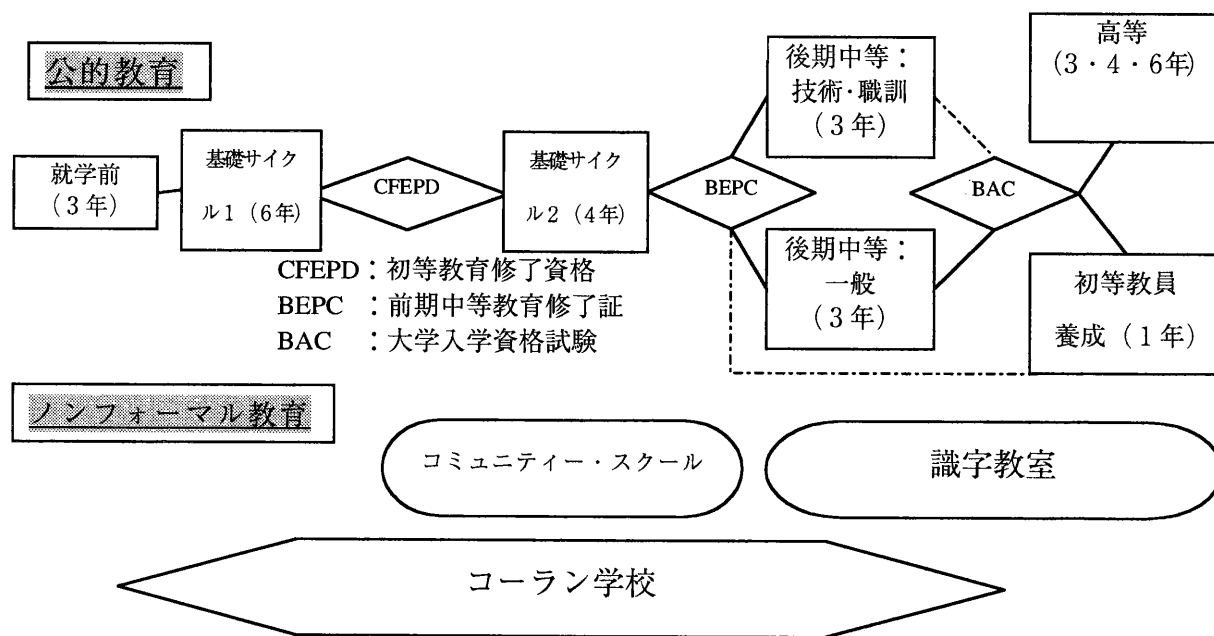 公的教育
就学前
(3年)
基礎サイク
ル1 (6年)
CFEPD
基礎サイク
ル2 (4年)
BEPC
後期中等:
技術·職訓
(3年)
後期中等:
一般
(3年)
BAC
高等
(3・4・6年)
初等教員
養成 (1年)
CFEPD:初等教育修了資格
BEPC :前期中等教育修了証
BAC :大学入学資格試験
ノンフォーマル教育
コミュニティー・スクール
識字教室
コーラン学校